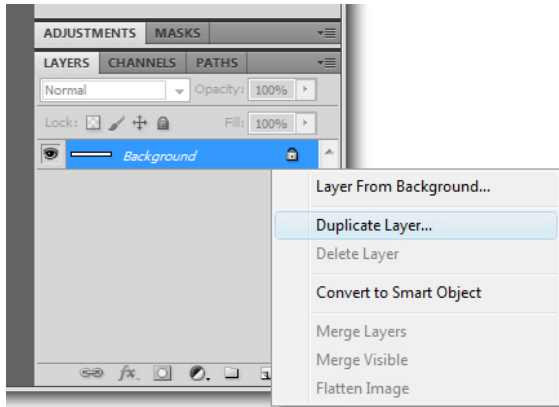 ADJUSTMENTS MASKS
LAYERS CHANNELS PATHS
Normal Opacity: 100%
Lock: Fill: 100%
Background
Layer From Background...
Duplicate Layer...
Delete Layer
Convert to Smart Object
Merge Layers
Merge Visible
Flatten Image
fx.